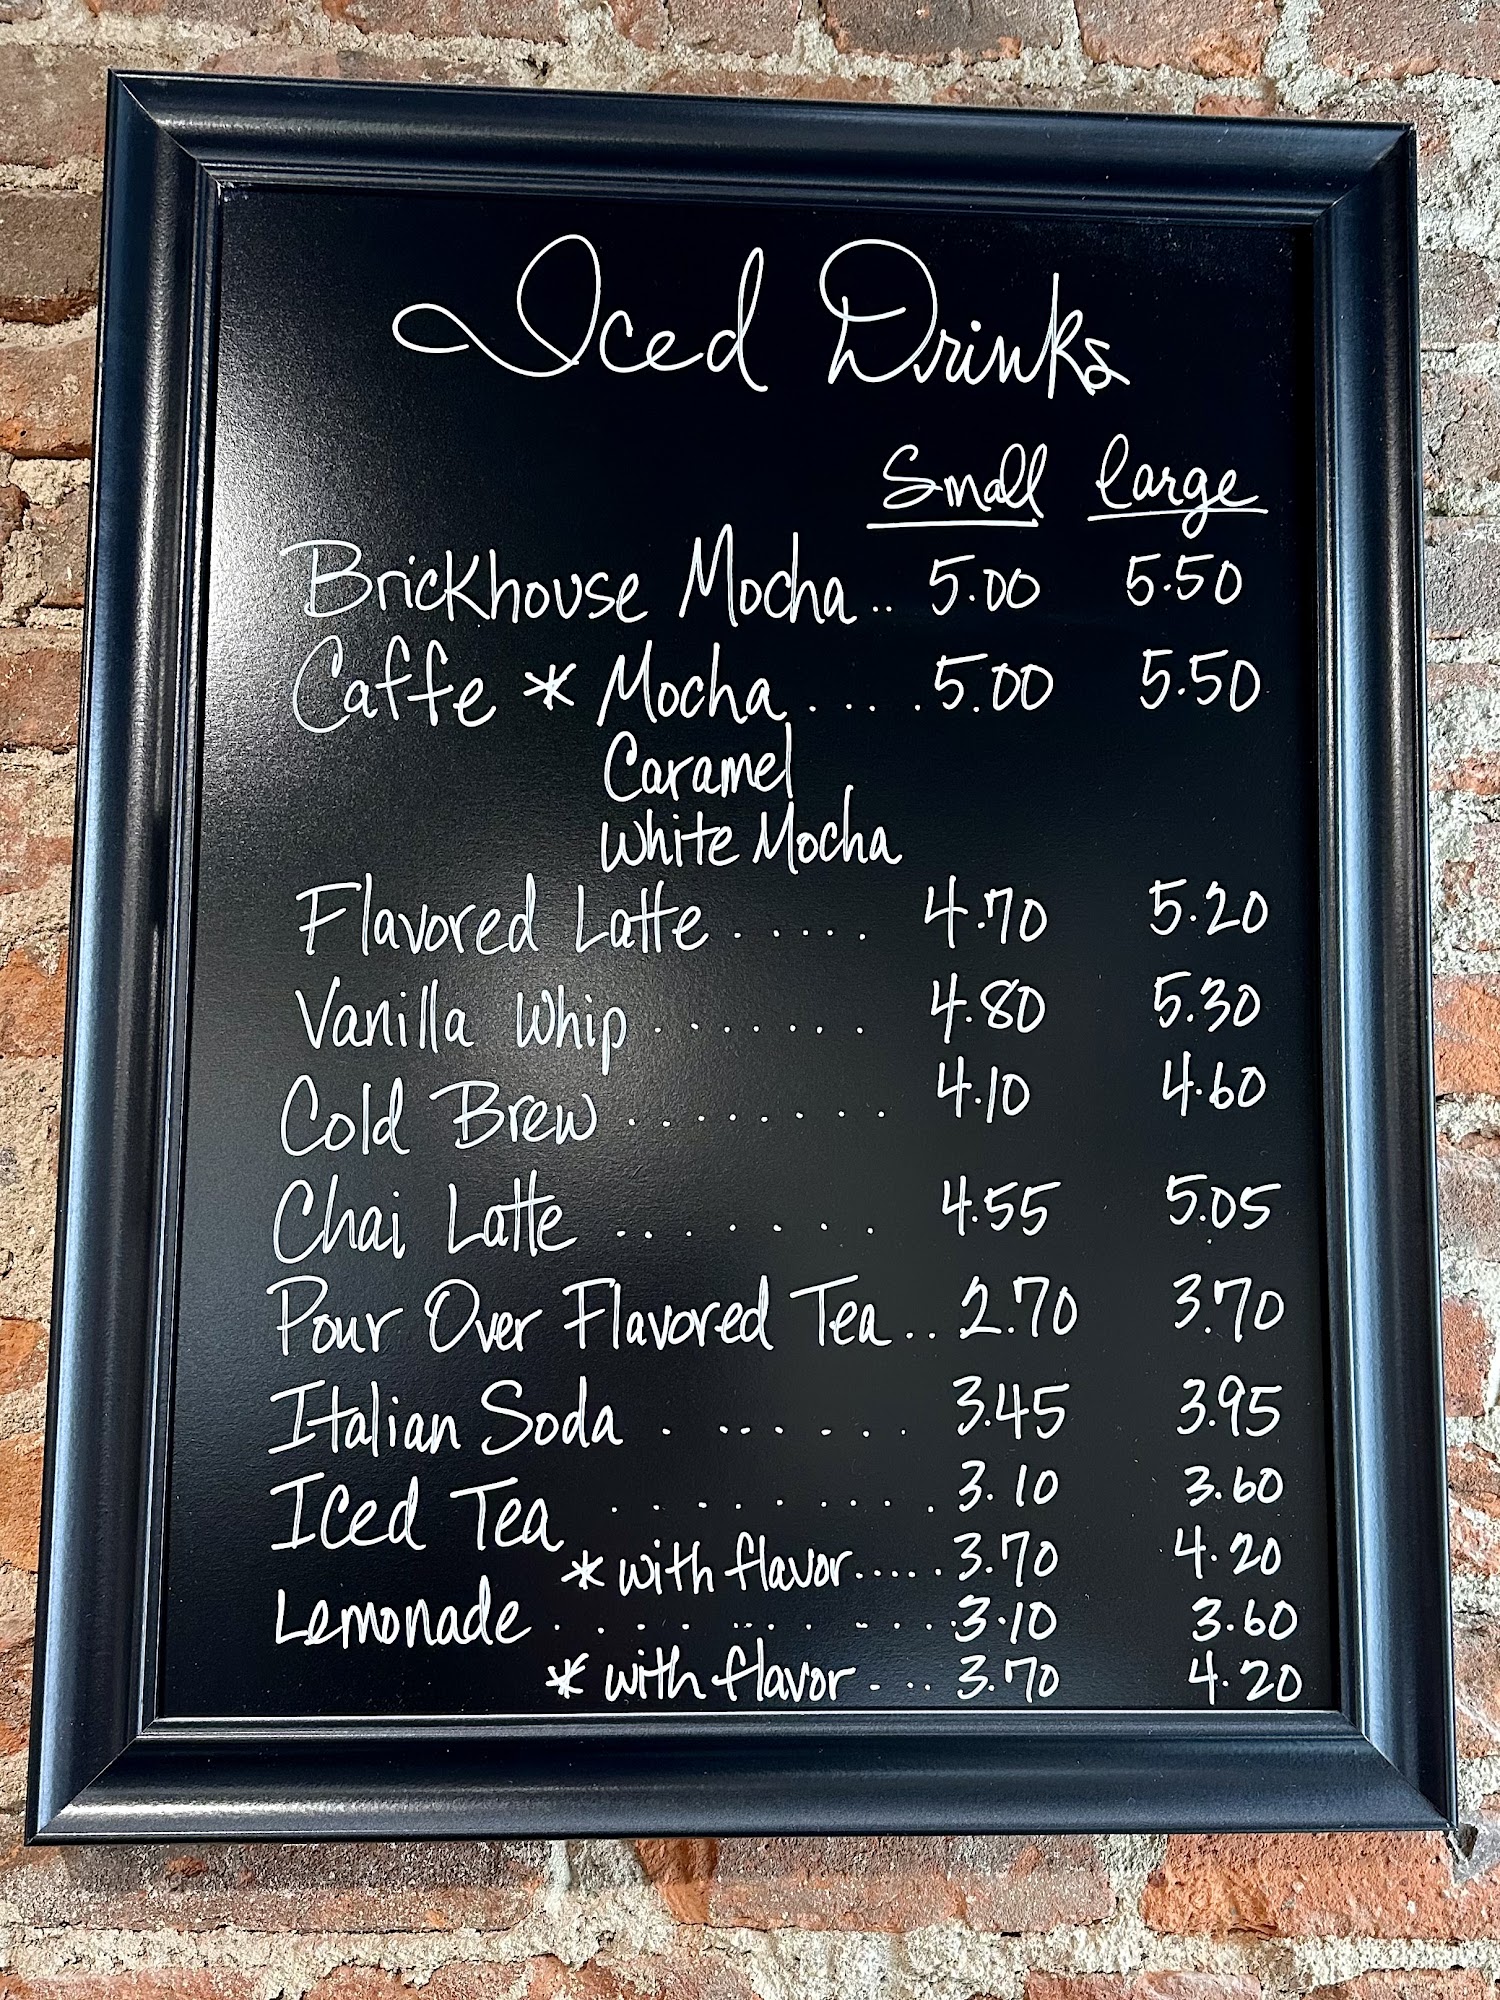 Iced Drinks
Small Large
Brickhouse Mocha.. 5.00 5.50
Caffe * Mocha.....5.00 5.50
Caramel
White Mocha
Flavored Latte ..... 4.70 5.20
Vanilla Whip ....... 4.80 5.30
Cold Brew ........ 4.10 4.60
Chai Latte ....... 4.55 5.05
Pour Over Flavored Tea.. 2.70 3.70
Italian Soda ....... 3.45 3.95
Iced Tea ..........3.10 3.60
* with flavor.....3.70 4.20
Lemonade ............3.10 3.60
* with flavor... 3.70 4.20